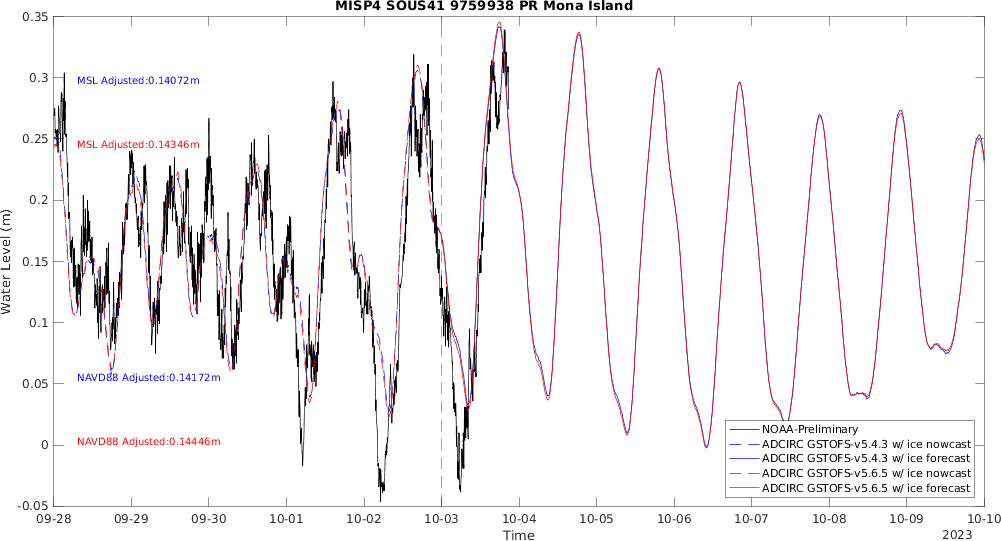 MISP4 SOUS41 9759938 PR Mona Island
0.35
0.3
0.25
0.2
0.15
0.1
0.05
0
-0.05
Water Level (m)
MSL Adjusted:0.14072m
MSL Adjusted:0.14346m
NAVD88 Adjusted:0.14172m
NAVD88 Adjusted:0.14446m
NOAA-Preliminary
ADCIRC GSTOFS-v5.4.3 w/ ice nowcast
ADCIRC GSTOFS-v5.4.3 w/ ice forecast
ADCIRC GSTOFS-v5.6.5 w/ ice nowcast
ADCIRC GSTOFS-v5.6.5 w/ ice forecast
09-28 09-29 09-30 10-01 10-02 10-03 10-04 10-05 10-06 10-07 10-08 10-09 10-10
Time
2023